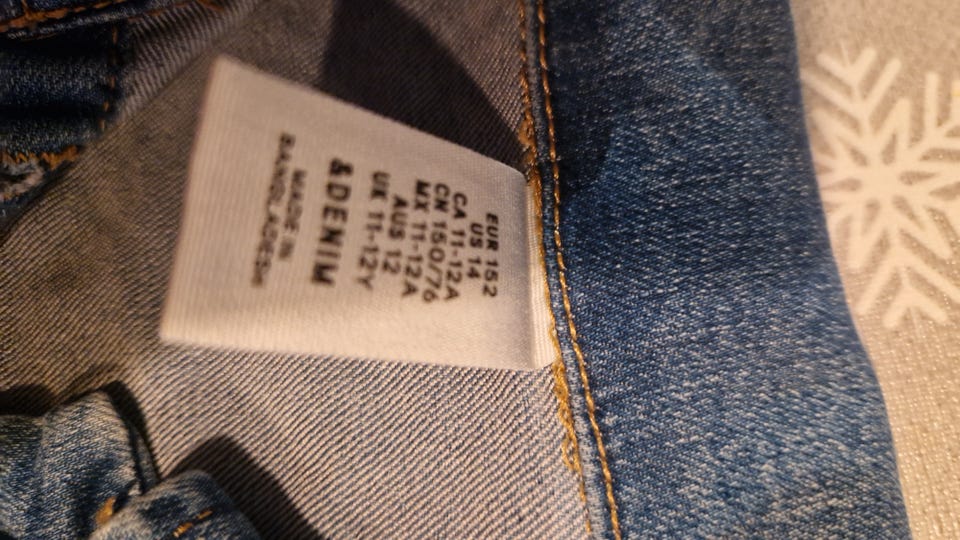 EUR 152
US 14
CA 11-12A
CN 150/76
MX 11-12A
AUS 12
UK 11-12Y
&DENIM
MADE IN
BANGLADESH